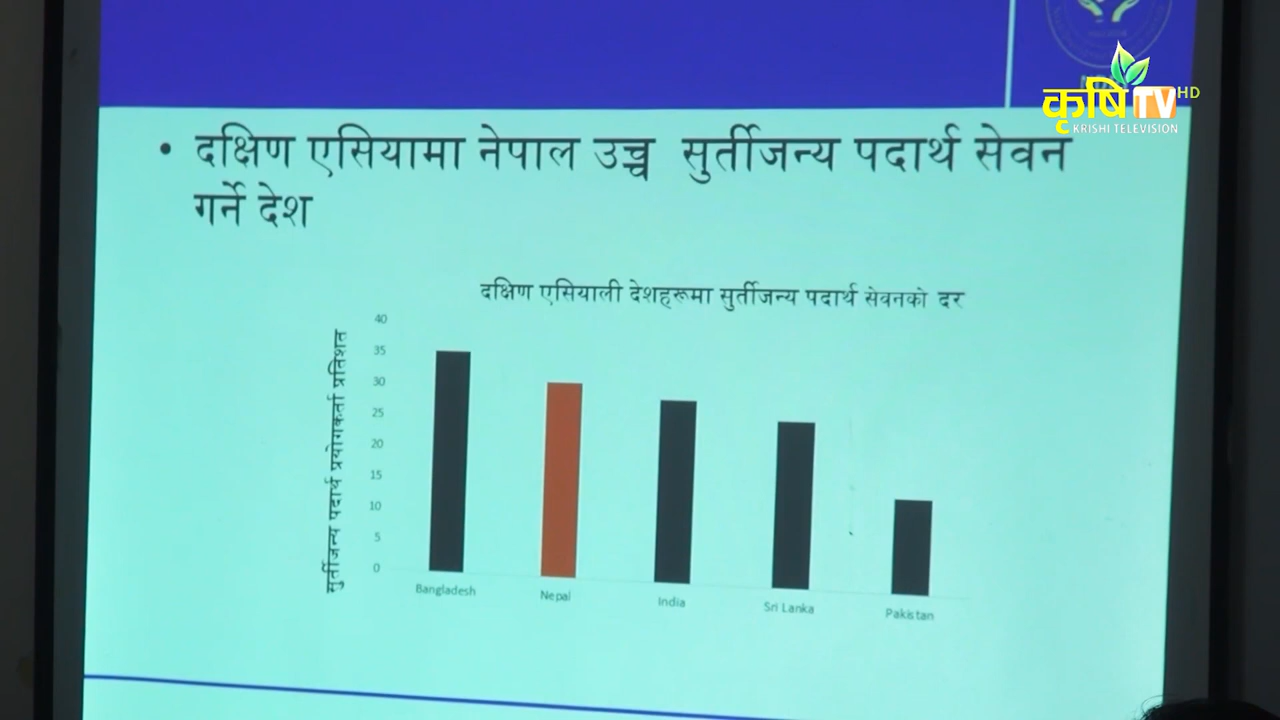 कृषि TV HD
KRISHI TELEVISION
• दक्षिण एसियामा नेपाल उच्च सुर्तीजन्य पदार्थ सेवन
गर्ने देश
दक्षिण एसियाली देशहरूमा सुर्तीजन्य पदार्थ सेवनको दर
सुर्तीजन्य पदार्थ प्रयोगकर्ता प्रतिशत
40
35
30
25
20
15
10
5
0
Bangladesh Nepal India Sri Lanka Pakistan